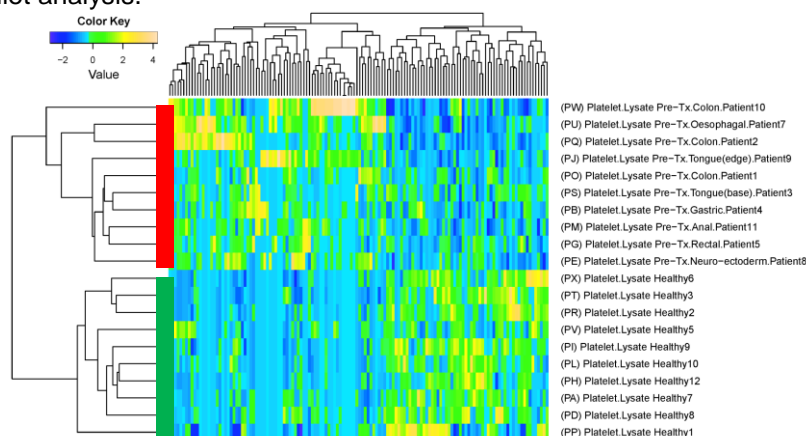 Color Key
−2 0 2 4
Value
(PW) Platelet.Lysate Pre−Tx.Colon.Patient10
(PU) Platelet.Lysate Pre−Tx.Oesophagal.Patient7
(PQ) Platelet.Lysate Pre−Tx.Colon.Patient2
(PJ) Platelet.Lysate Pre−Tx.Tongue(edge).Patient9
(PO) Platelet.Lysate Pre−Tx.Colon.Patient1
(PS) Platelet.Lysate Pre−Tx.Tongue(base).Patient3
(PB) Platelet.Lysate Pre−Tx.Gastric.Patient4
(PM) Platelet.Lysate Pre−Tx.Anal.Patient11
(PG) Platelet.Lysate Pre−Tx.Rectal.Patient5
(PE) Platelet.Lysate Pre−Tx.Neuro−ectoderm.Patient8
(PX) Platelet.Lysate Healthy6
(PT) Platelet.Lysate Healthy3
(PR) Platelet.Lysate Healthy2
(PV) Platelet.Lysate Healthy5
(PI) Platelet.Lysate Healthy9
(PL) Platelet.Lysate Healthy10
(PH) Platelet.Lysate Healthy12
(PA) Platelet.Lysate Healthy7
(PD) Platelet.Lysate Healthy8
(PP) Platelet.Lysate Healthy1